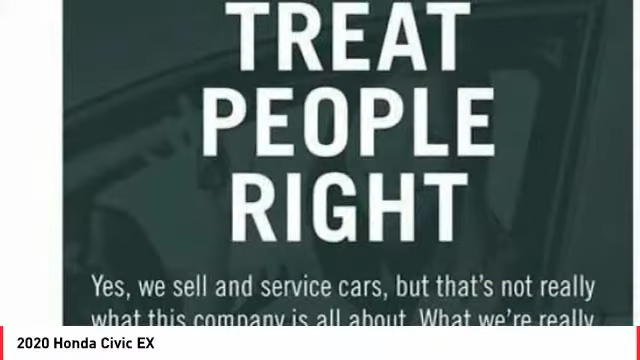 TREAT
PEOPLE
RIGHT
Yes, we sell and service cars, but that's not really
what this company is all about. What we're really
2020 Honda Civic EX